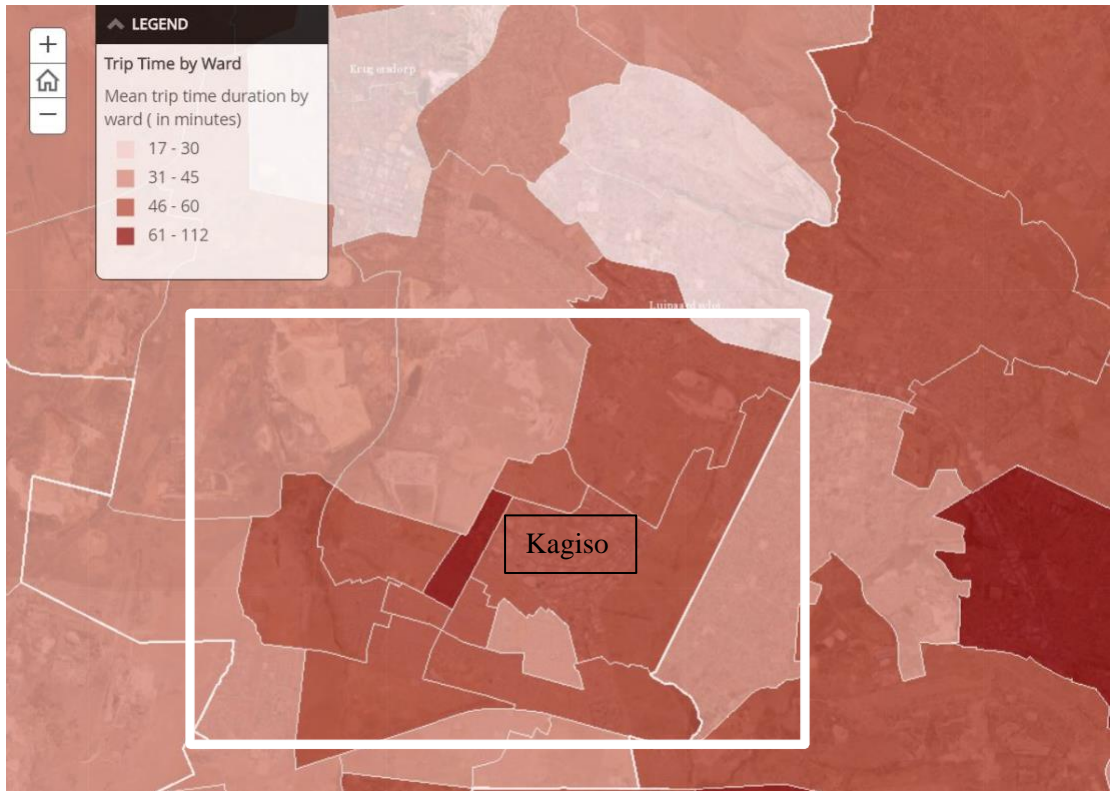 +
−
LEGEND
Trip Time by Ward
Mean trip time duration by
ward ( in minutes)
17 - 30
31 - 45
46 - 60
61 - 112
Krugersdorp
Kagiso